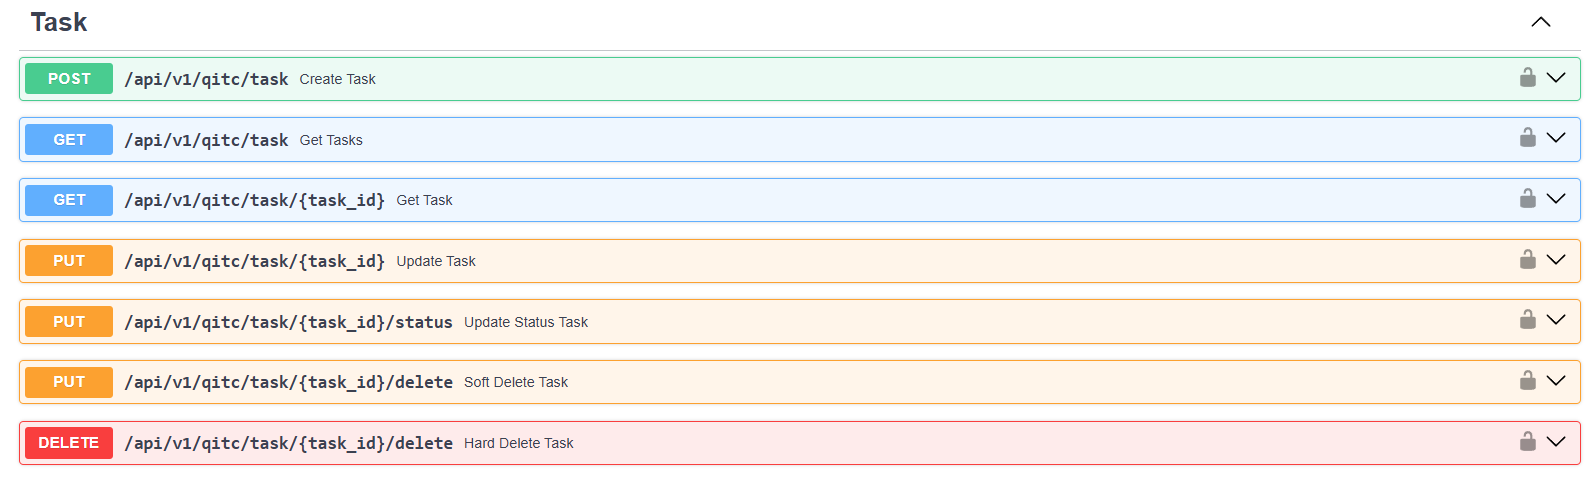 Task
POST /api/v1/qitc/task Create Task
GET /api/v1/qitc/task Get Tasks
GET /api/v1/qitc/task/{task_id} Get Task
PUT /api/v1/qitc/task/{task_id} Update Task
PUT /api/v1/qitc/task/{task_id}/status Update Status Task
PUT /api/v1/qitc/task/{task_id}/delete Soft Delete Task
DELETE /api/v1/qitc/task/{task_id}/delete Hard Delete Task